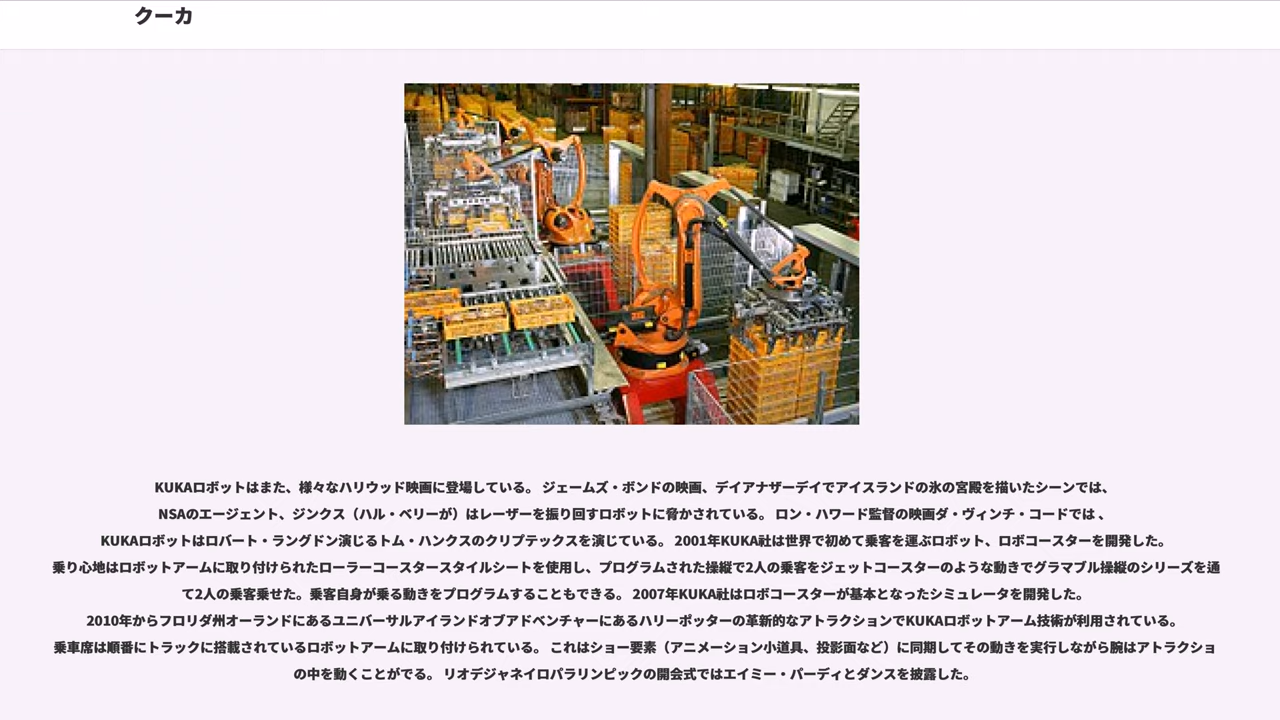 クーカ
KUKAロボットはまた、様々なハリウッド映画に登場している。 ジェームズ・ボンドの映画、デイアナザーデイでアイスランドの氷の宮殿を描いたシーンでは、
NSAのエージェント、ジンクス（ハル・ベリーが）はレーザーを振り回すロボットに脅かされている。 ロン・ハワード監督の映画ダ・ヴィンチ・コードでは 、
KUKAロボットはロバート・ラングドン演じるトム・ハンクスのクリプテックスを演じている。 2001年KUKA社は世界で初めて乗客を運ぶロボット、ロボコースターを開発した。
乗り心地はロボットアームに取り付けられたローラーコースタースタイルシートを使用し、プログラムされた操縦で2人の乗客をジェットコースターのような動きでグラマブル操縦のシリーズを通
て2人の乗客乗せた。乗客自身が乗る動きをプログラムすることもできる。 2007年KUKA社はロボコースターが基本となったシミュレータを開発した。
2010年からフロリダ州オーランドにあるユニバーサルアイランドオブアドベンチャーにあるハリーポッターの革新的なアトラクションでKUKAロボットアーム技術が利用されている。
乗車席は順番にトラックに搭載されているロボットアームに取り付けられている。 これはショー要素（アニメーション小道具、投影面など）に同期してその動きを実行しながら腕はアトラクショ
の中を動くことがでる。 リオデジャネイロパラリンピックの開会式ではエイミー・パーディとダンスを披露した。